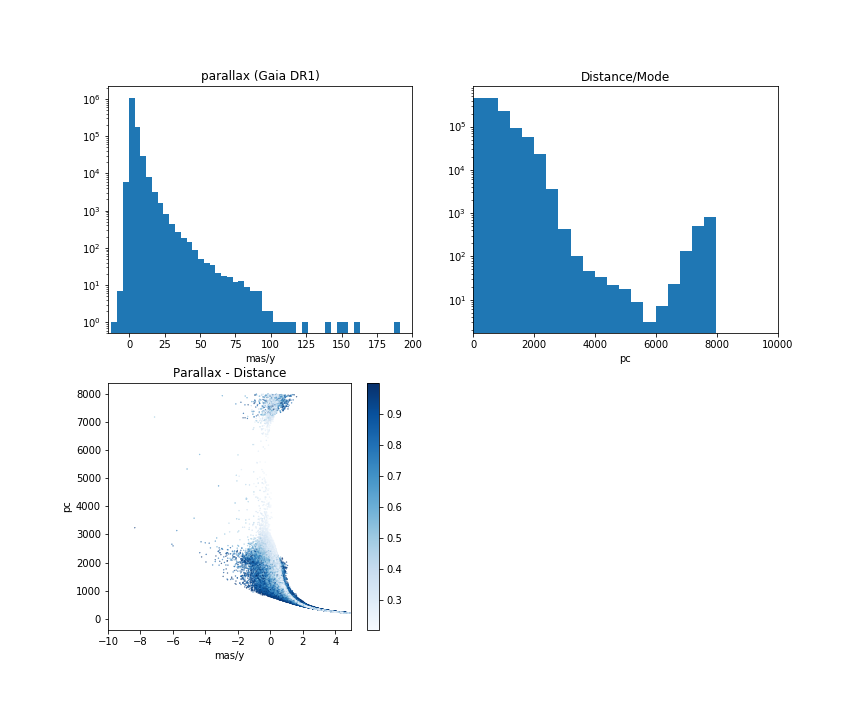 parallax (Gaia DR1)
10^6
10^5
10^4
10^3
10^2
10^1
10^0
0 25 50 75 100 125 150 175 200
mas/y
Distance/Mode
10^5
10^4
10^3
10^2
10^1
0 2000 4000 6000 8000 10000
pc
Parallax - Distance
8000
7000
6000
5000
4000
3000
2000
1000
0
pc
−10 −8 −6 −4 −2 0 2 4
mas/y
0.9
0.8
0.7
0.6
0.5
0.4
0.3